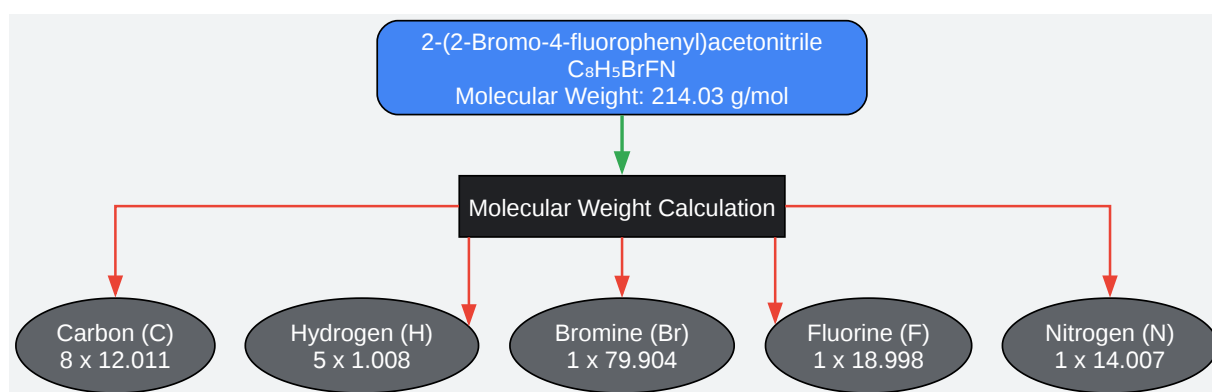 2-(2-Bromo-4-fluorophenyl)acetonitrile
C₈H₅BrFN
Molecular Weight: 214.03 g/mol
Molecular Weight Calculation
Carbon (C)
8 x 12.011
Hydrogen (H)
5 x 1.008
Bromine (Br)
1 x 79.904
Fluorine (F)
1 x 18.998
Nitrogen (N)
1 x 14.007